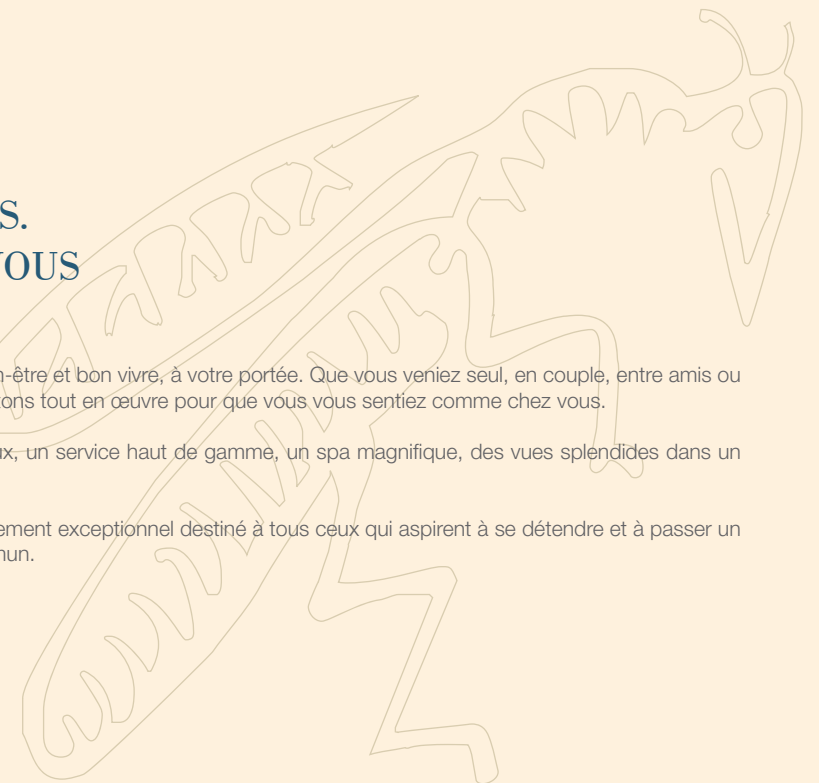 S.
VOUS
n-être et bon vivre, à votre portée. Que vous veniez seul, en couple, entre amis ou
tons tout en œuvre pour que vous vous sentiez comme chez vous.
ux, un service haut de gamme, un spa magnifique, des vues splendides dans un
ement exceptionnel destiné à tous ceux qui aspirent à se détendre et à passer un
mun.